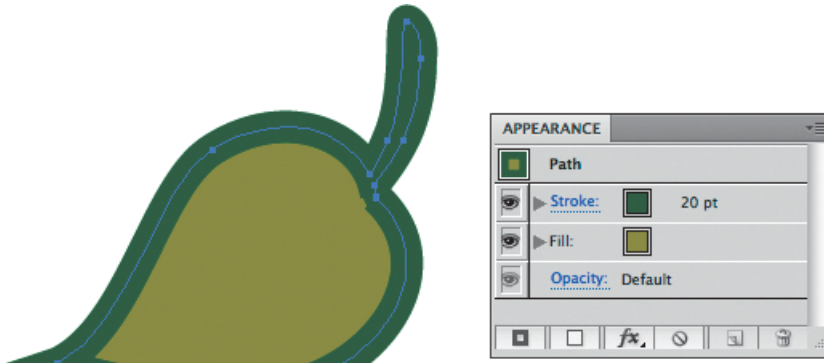 APPEARANCE
Path
Stroke: 20 pt
Fill:
Opacity: Default
fx